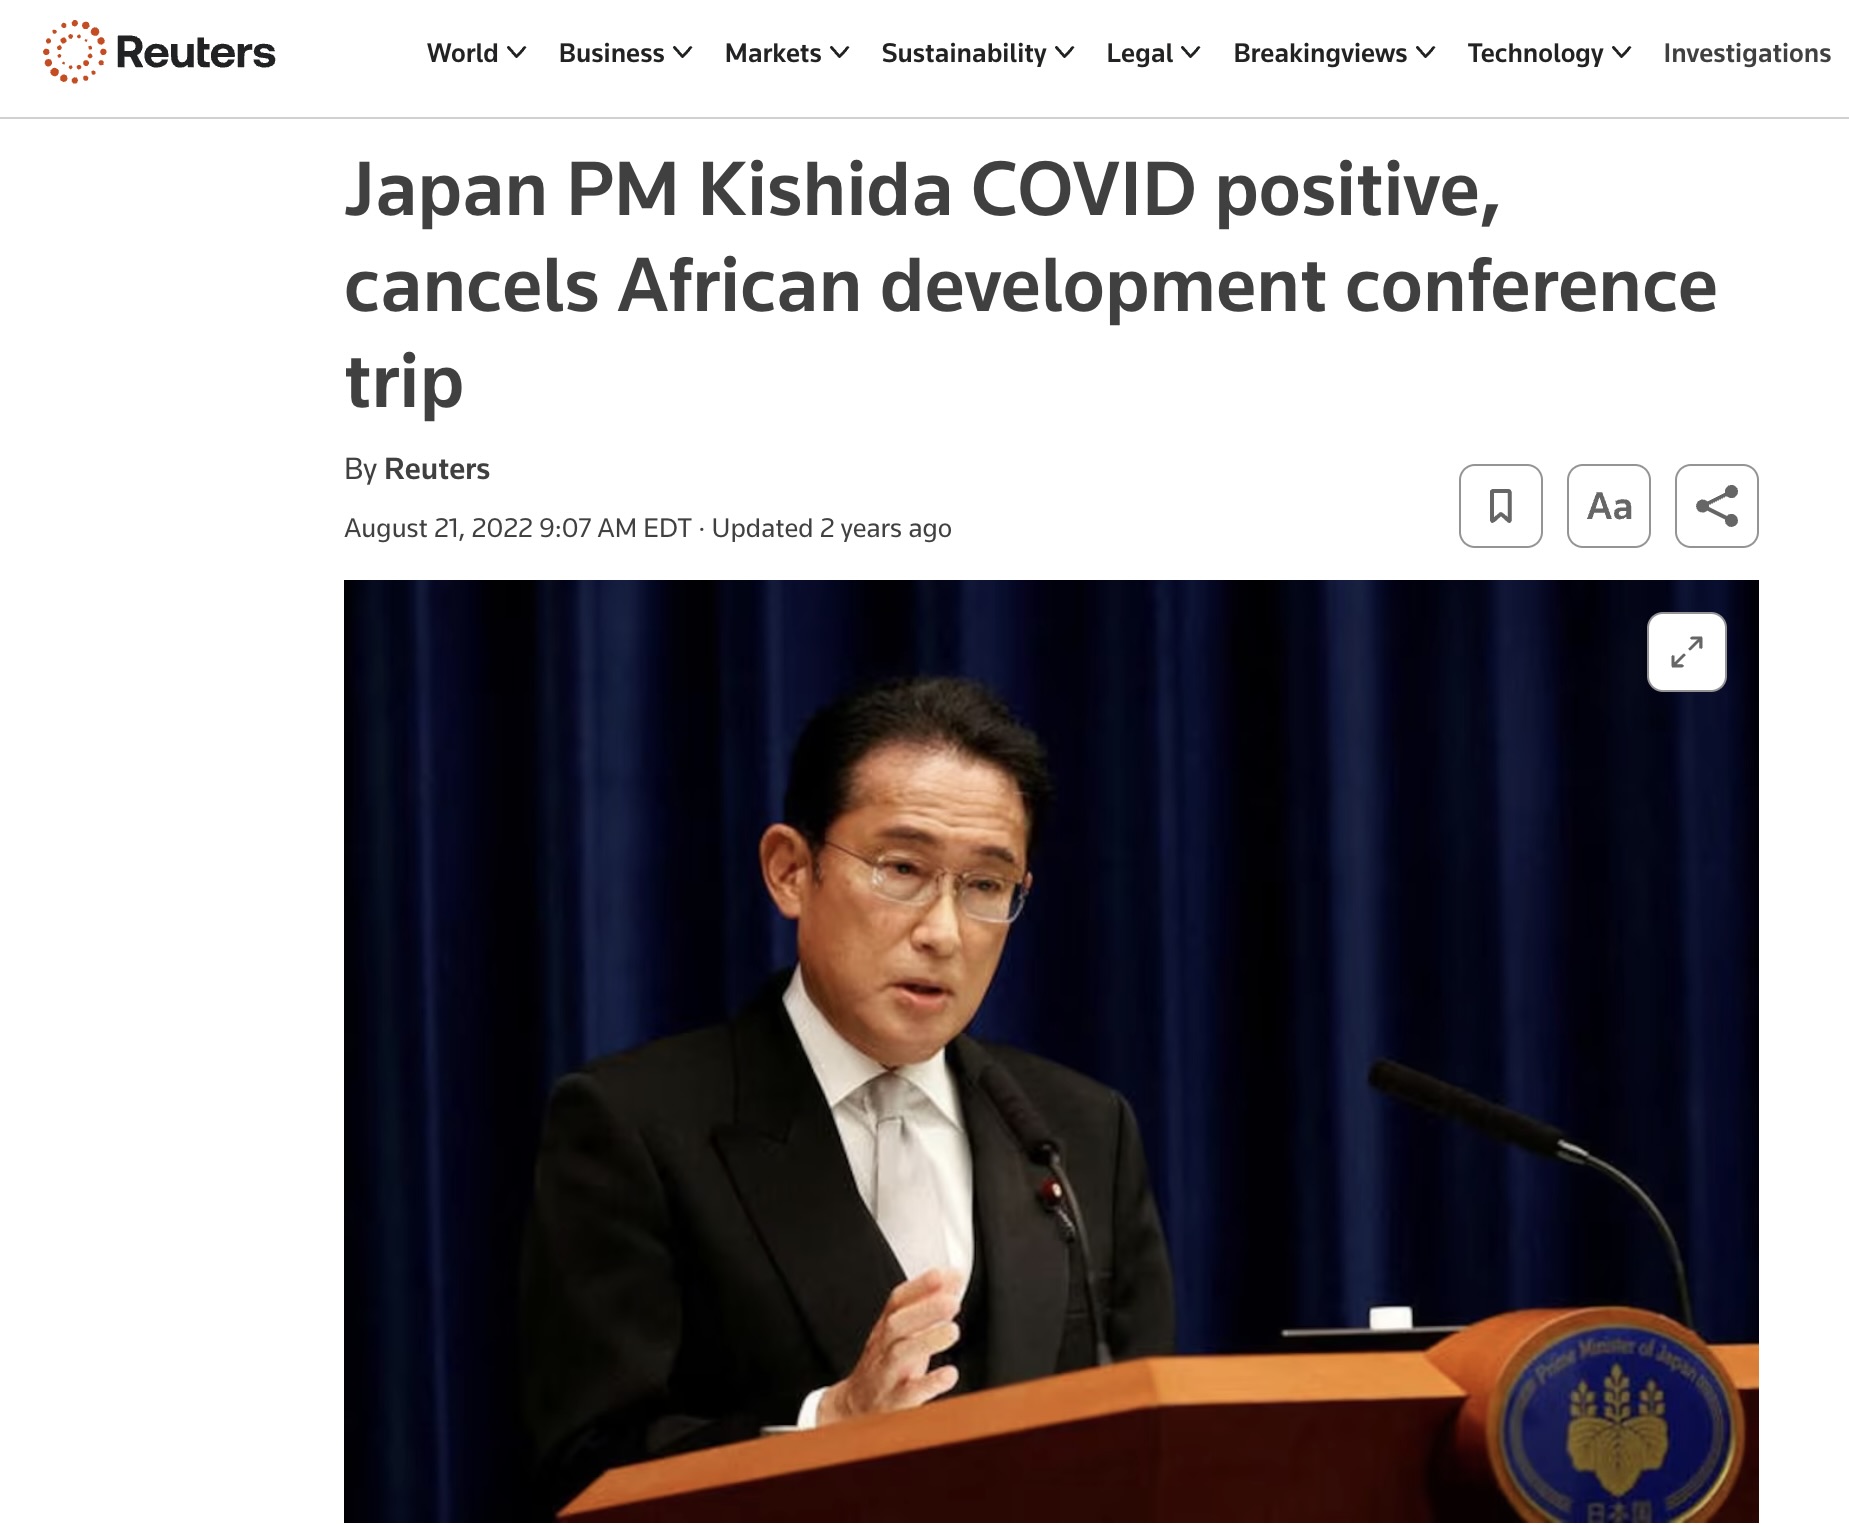 Reuters
World Business Markets Sustainability Legal Breakingviews Technology Investigations
Japan PM Kishida COVID positive,
cancels African development conference
trip
By Reuters
August 21, 2022 9:07 AM EDT · Updated 2 years ago
Aa
Prime Minister of Japan
日本国